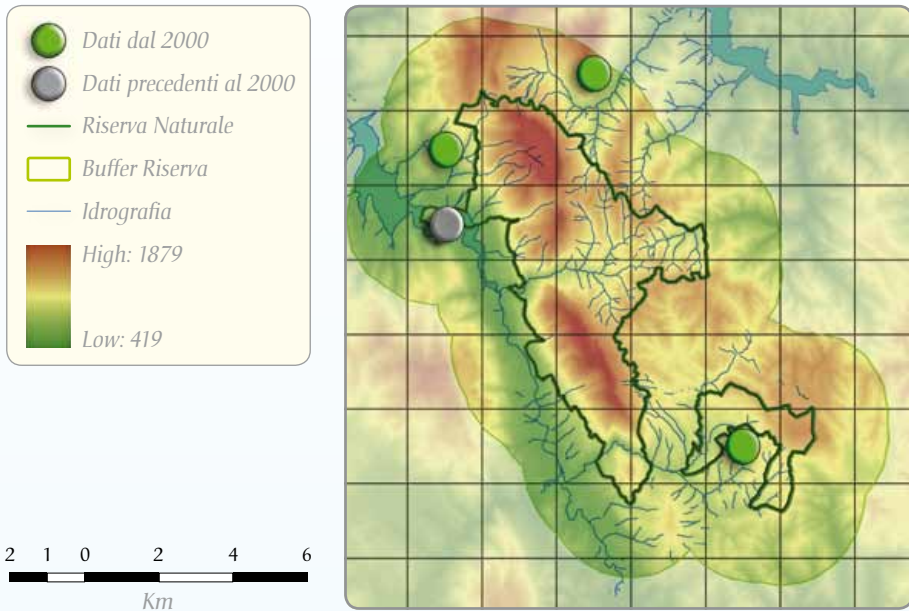 Dati dal 2000
Dati precedenti al 2000
Riserva Naturale
Buffer Riserva
Idrografia
High: 1879
Low: 419
2 1 0 2 4 6
Km